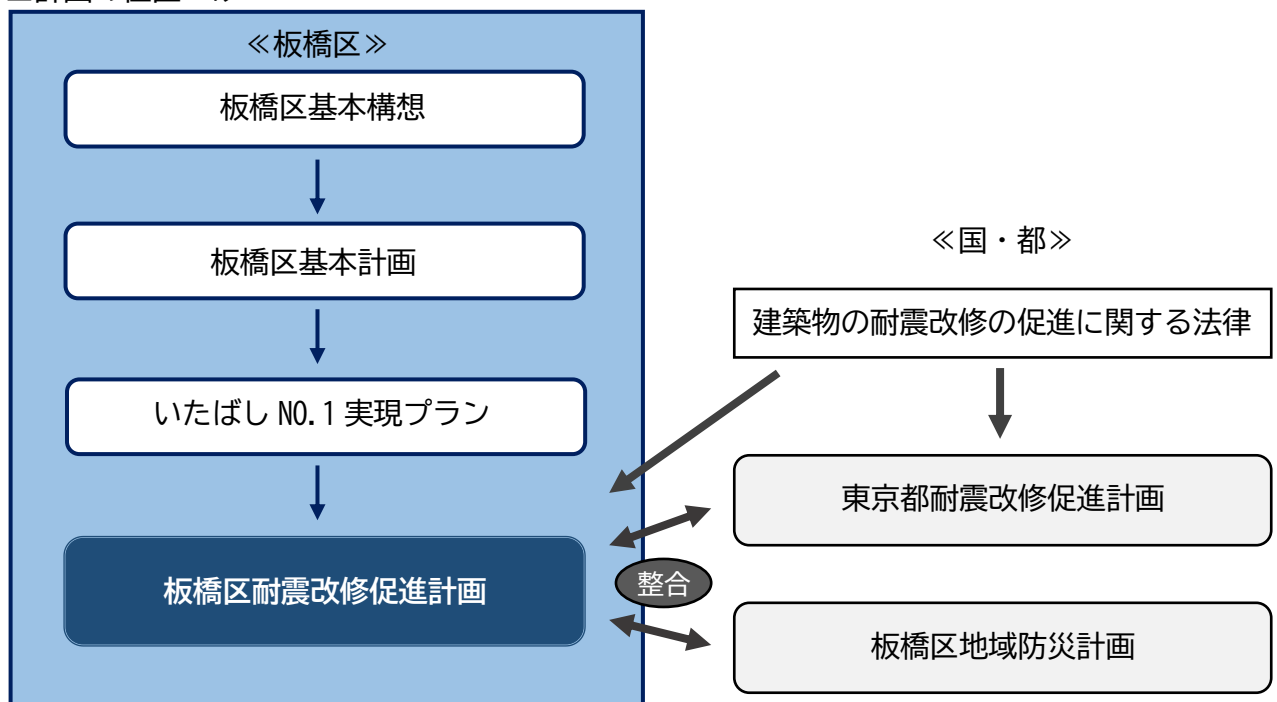 ≪板橋区≫
板橋区基本構想
板橋区基本計画
いたばし NO.1 実現プラン
板橋区耐震改修促進計画
≪国・都≫
建築物の耐震改修の促進に関する法律
東京都耐震改修促進計画
整合
板橋区地域防災計画